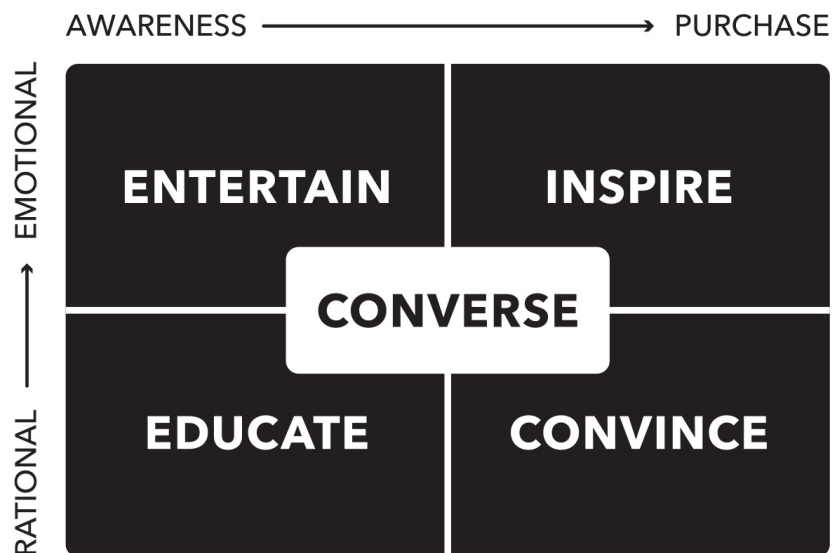 AWARENESS
PURCHASE
EMOTIONAL
RATIONAL
ENTERTAIN
INSPIRE
CONVERSE
EDUCATE
CONVINCE